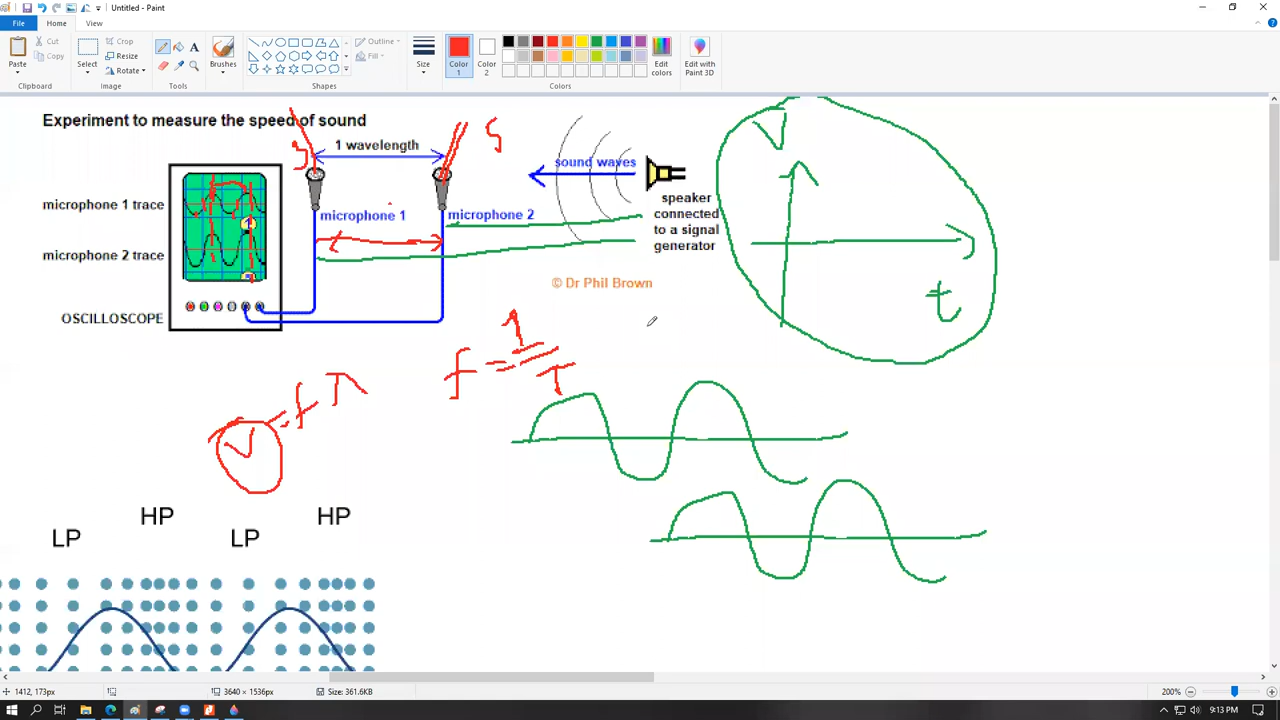 Untitled - Paint
File
Home
View
Paste
Cut
Copy
Clipboard
Select
Crop
Resize
Rotate
Image
A
Tools
Brushes
Outline
Fill
Shapes
Size
Color 1
Color 2
Edit colors
Colors
Edit with Paint 3D
Experiment to measure the speed of sound
1 wavelength
sound waves
microphone 1 trace
microphone 2 trace
OSCILLOSCOPE
microphone 1
microphone 2
speaker
connected
to a signal
generator
© Dr Phil Brown
V
t
f = 1/T
V = f λ
HP
HP
LP
LP
1412, 173px
3640 × 1536px
Size: 361.6KB
200%
9:13 PM